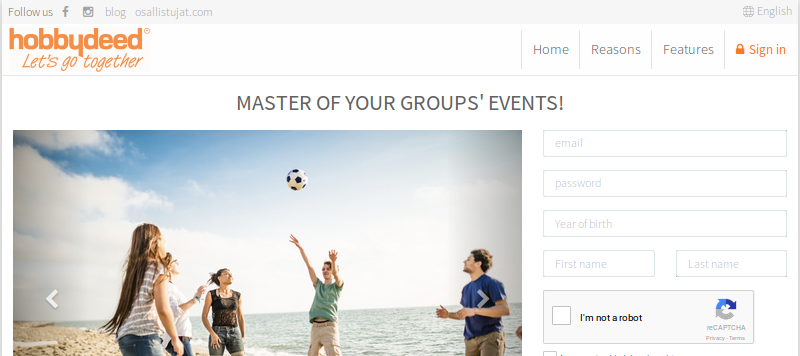 Follow us blog osallistujat.com English
hobbydeed®
Let's go together
Home Reasons Features Sign in
MASTER OF YOUR GROUPS' EVENTS!
email
password
Year of birth
First name Last name
I'm not a robot
reCAPTCHA
Privacy - Terms